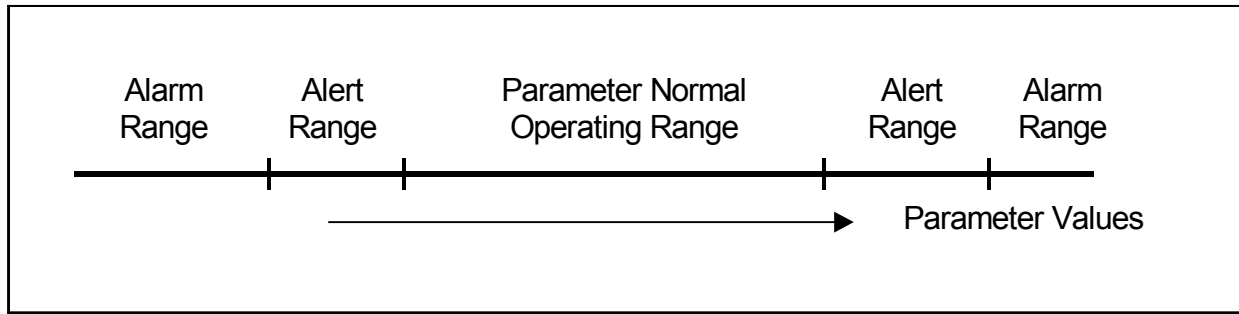 Alarm
Range
Alert
Range
Parameter Normal
Operating Range
Alert
Range
Alarm
Range
Parameter Values